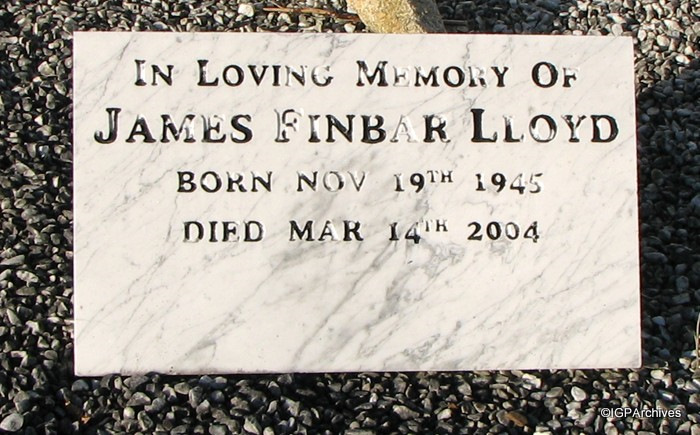 In Loving Memory Of
James Finbar Lloyd
BORN NOV 19TH 1945
DIED MAR 14TH 2004
©IGPArchives